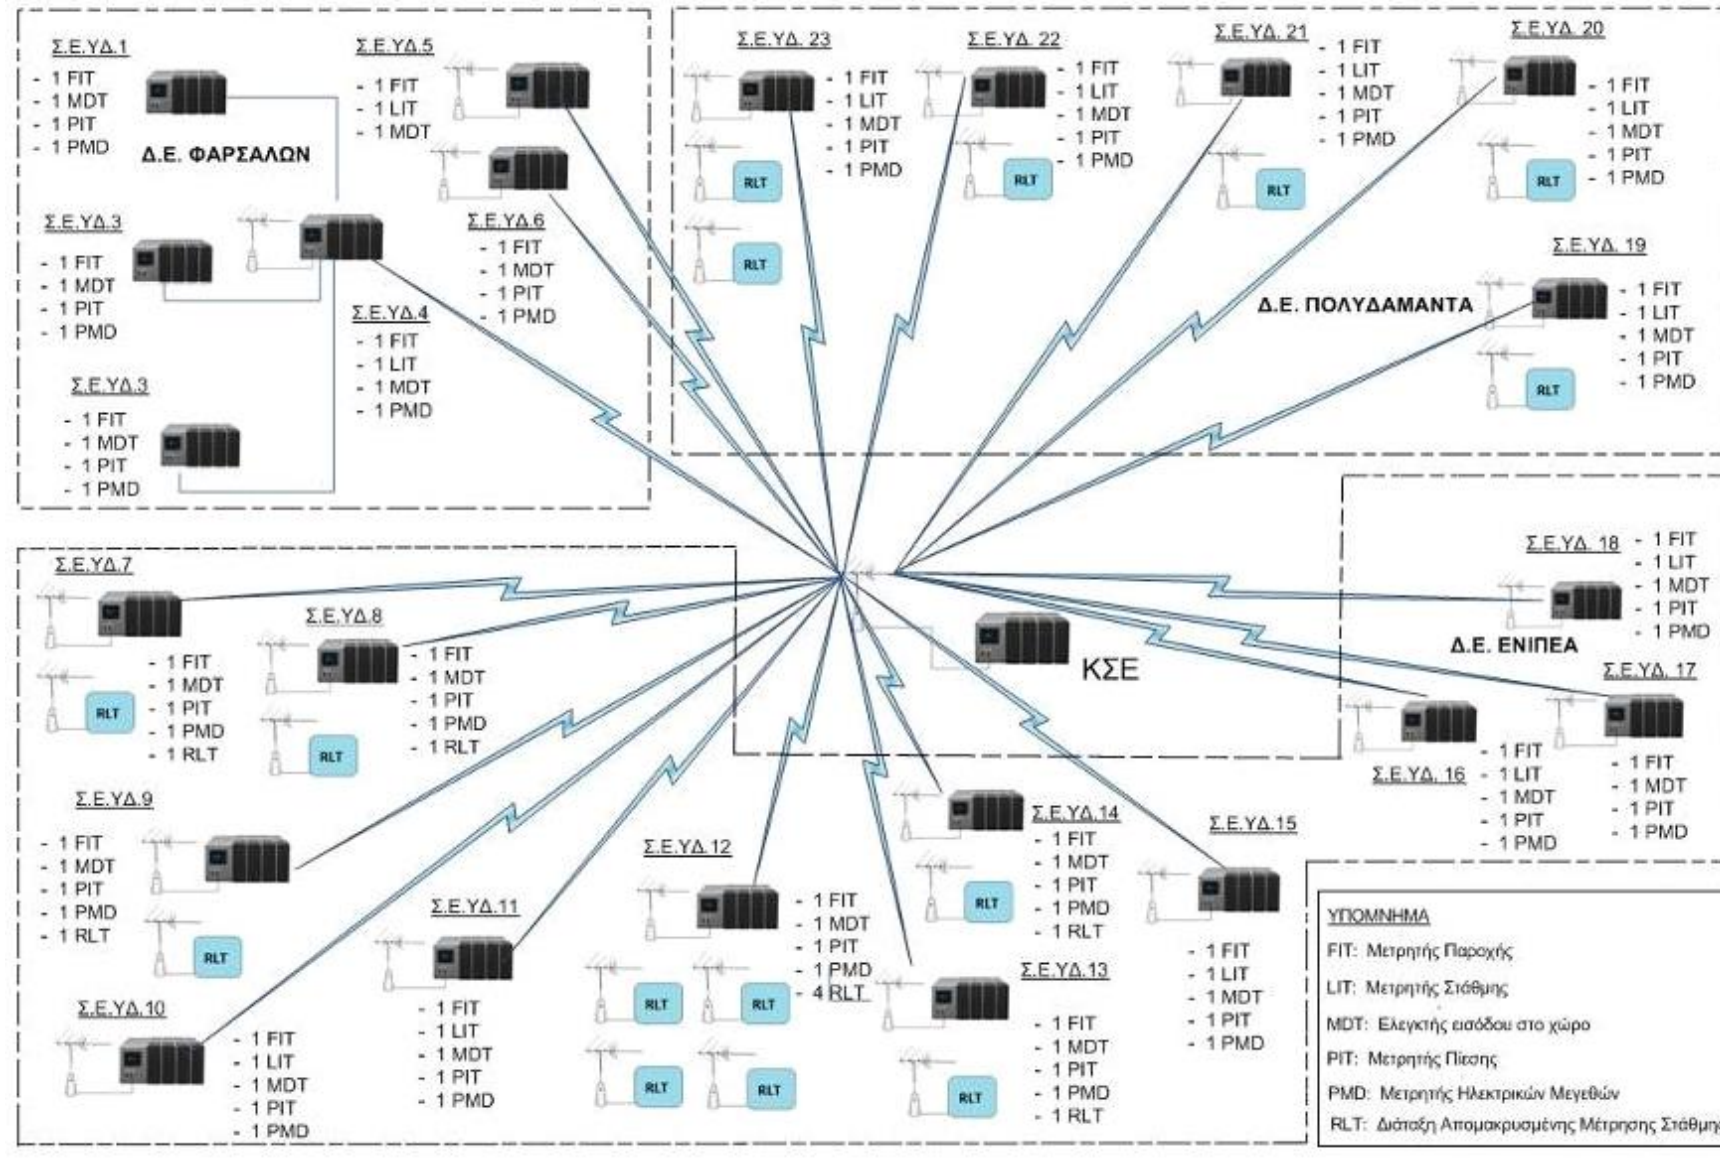 Σ.Ε.ΥΔ.1
- 1 FIT
- 1 MDT
- 1 PIT
- 1 PMD
Δ.Ε. ΦΑΡΣΑΛΩΝ
Σ.Ε.ΥΔ.5
- 1 FIT
- 1 LIT
- 1 MDT
Σ.Ε.ΥΔ.6
- 1 FIT
- 1 MDT
- 1 PIT
- 1 PMD
Σ.Ε.ΥΔ.3
- 1 FIT
- 1 MDT
- 1 PIT
- 1 PMD
Σ.Ε.ΥΔ.4
- 1 FIT
- 1 LIT
- 1 MDT
- 1 PMD
Σ.Ε.ΥΔ.3
- 1 FIT
- 1 MDT
- 1 PIT
- 1 PMD
Σ.Ε.ΥΔ. 23
- 1 FIT
- 1 LIT
- 1 MDT
- 1 PIT
- 1 PMD
RLT
RLT
Σ.Ε.ΥΔ. 22
- 1 FIT
- 1 LIT
- 1 MDT
- 1 PIT
- 1 PMD
RLT
Σ.Ε.ΥΔ. 21
- 1 FIT
- 1 LIT
- 1 MDT
- 1 PIT
- 1 PMD
RLT
Σ.Ε.ΥΔ. 20
- 1 FIT
- 1 LIT
- 1 MDT
- 1 PIT
- 1 PMD
RLT
Δ.Ε. ΠΟΛΥΔΑΜΑΝΤΑ
Σ.Ε.ΥΔ. 19
- 1 FIT
- 1 LIT
- 1 MDT
- 1 PIT
- 1 PMD
RLT
Σ.Ε.ΥΔ. 18
- 1 FIT
- 1 LIT
- 1 MDT
- 1 PIT
- 1 PMD
Δ.Ε. ΕΝΙΠΕΑ
Σ.Ε.ΥΔ. 17
- 1 FIT
- 1 MDT
- 1 PIT
- 1 PMD
Σ.Ε.ΥΔ. 16
- 1 FIT
- 1 LIT
- 1 MDT
- 1 PIT
- 1 PMD
ΚΣΕ
Σ.Ε.ΥΔ.7
- 1 FIT
- 1 MDT
- 1 PIT
- 1 PMD
- 1 RLT
RLT
Σ.Ε.ΥΔ.8
- 1 FIT
- 1 MDT
- 1 PIT
- 1 PMD
- 1 RLT
RLT
Σ.Ε.ΥΔ.9
- 1 FIT
- 1 MDT
- 1 PIT
- 1 PMD
- 1 RLT
RLT
Σ.Ε.ΥΔ.10
- 1 FIT
- 1 LIT
- 1 MDT
- 1 PIT
- 1 PMD
Σ.Ε.ΥΔ.11
- 1 FIT
- 1 LIT
- 1 MDT
- 1 PIT
- 1 PMD
Σ.Ε.ΥΔ.12
- 1 FIT
- 1 MDT
- 1 PIT
- 1 PMD
- 4 RLT
RLT
RLT
RLT
RLT
Σ.Ε.ΥΔ.14
- 1 FIT
- 1 MDT
- 1 PIT
- 1 PMD
- 1 RLT
RLT
Σ.Ε.ΥΔ.13
- 1 FIT
- 1 MDT
- 1 PIT
- 1 PMD
- 1 RLT
RLT
Σ.Ε.ΥΔ.15
- 1 FIT
- 1 LIT
- 1 MDT
- 1 PIT
- 1 PMD
ΥΠΟΜΝΗΜΑ
FIT: Μετρητής Παροχής
LIT: Μετρητής Στάθμης
MDT: Ελεγκτής εισόδου στο χώρο
PIT: Μετρητής Πίεσης
PMD: Μετρητής Ηλεκτρικών Μεγεθών
RLT: Διάταξη Απομακρυσμένης Μέτρησης Στάθμης